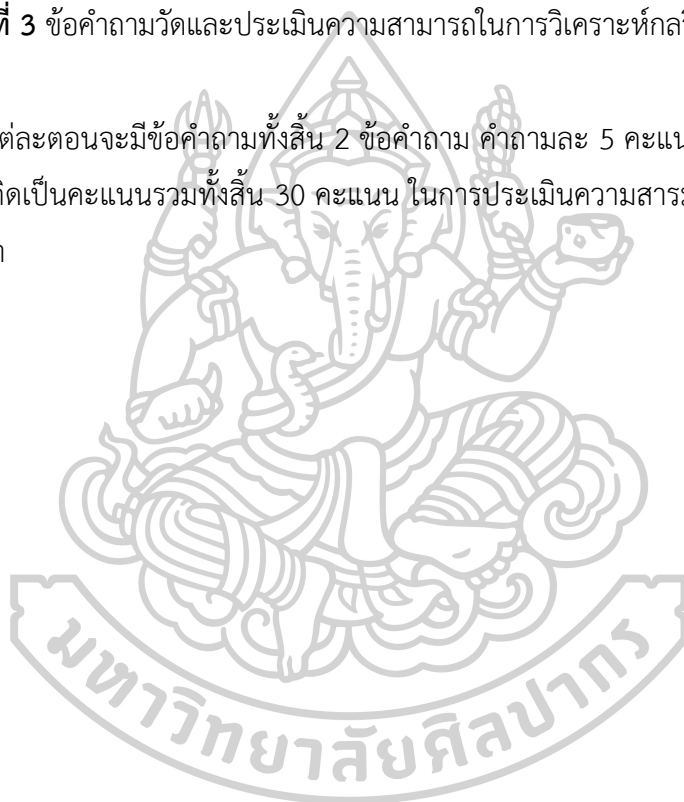 ที่ 3 ข้อคำถามวัดและประเมินความสามารถในการวิเคราะห์กลวิ
ต่ละตอนจะมีข้อคำถามทั้งสิ้น 2 ข้อคำถาม คำถามละ 5 คะแน
คิดเป็นคะแนนรวมทั้งสิ้น 30 คะแนน ในการประเมินความสาร
มหาวิทยาลัยศิลปากร